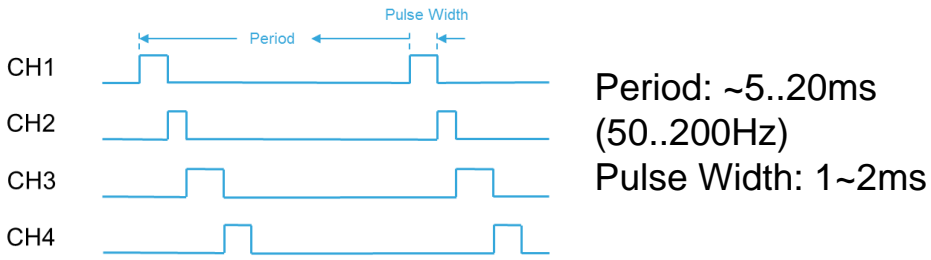 Pulse Width
Period
CH1
CH2
CH3
CH4
Period: ~5..20ms
(50..200Hz)
Pulse Width: 1~2ms